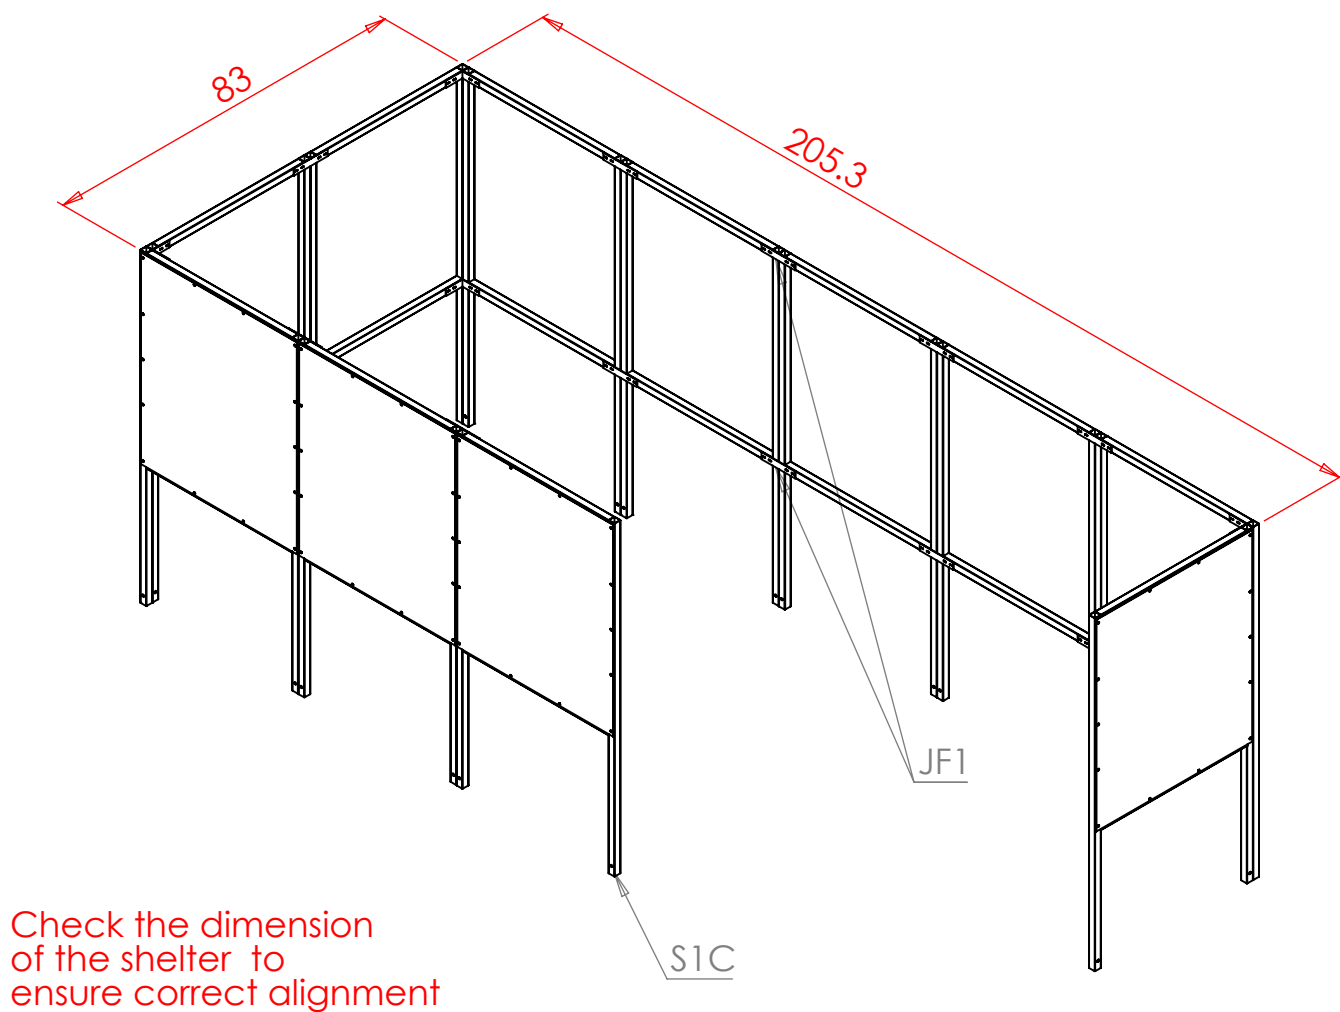 83
205.3
JF1
S1C
Check the dimension
of the shelter to
ensure correct alignment